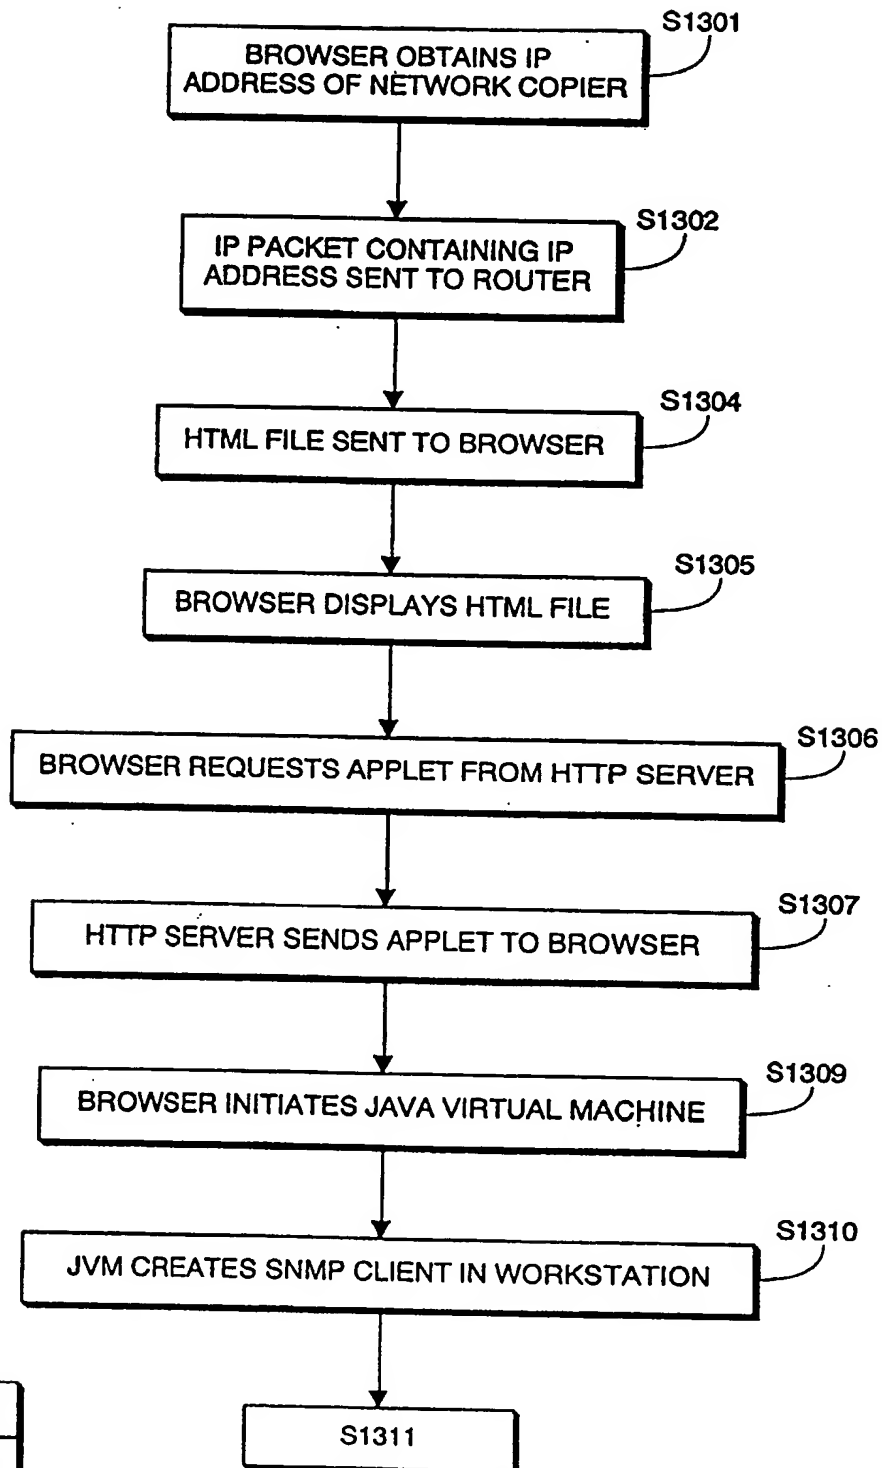 S1301
BROWSER OBTAINS IP
ADDRESS OF NETWORK COPIER
S1302
IP PACKET CONTAINING IP
ADDRESS SENT TO ROUTER
S1304
HTML FILE SENT TO BROWSER
S1305
BROWSER DISPLAYS HTML FILE
S1306
BROWSER REQUESTS APPLET FROM HTTP SERVER
S1307
HTTP SERVER SENDS APPLET TO BROWSER
S1309
BROWSER INITIATES JAVA VIRTUAL MACHINE
S1310
JVM CREATES SNMP CLIENT IN WORKSTATION
S1311